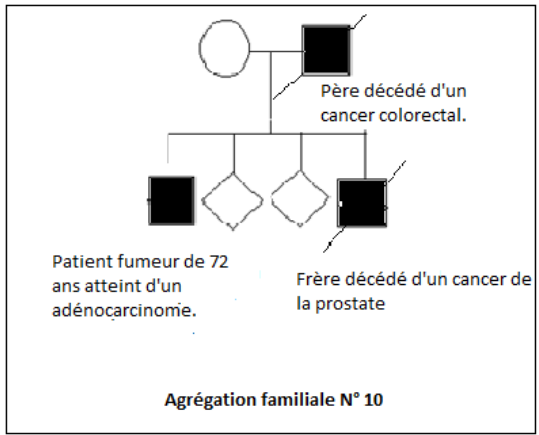 Père décédé d'un
cancer colorectal.
Patient fumeur de 72
ans atteint d'un
adénocarcinome.
Frère décédé d'un cancer de
la prostate
Agrégation familiale N° 10